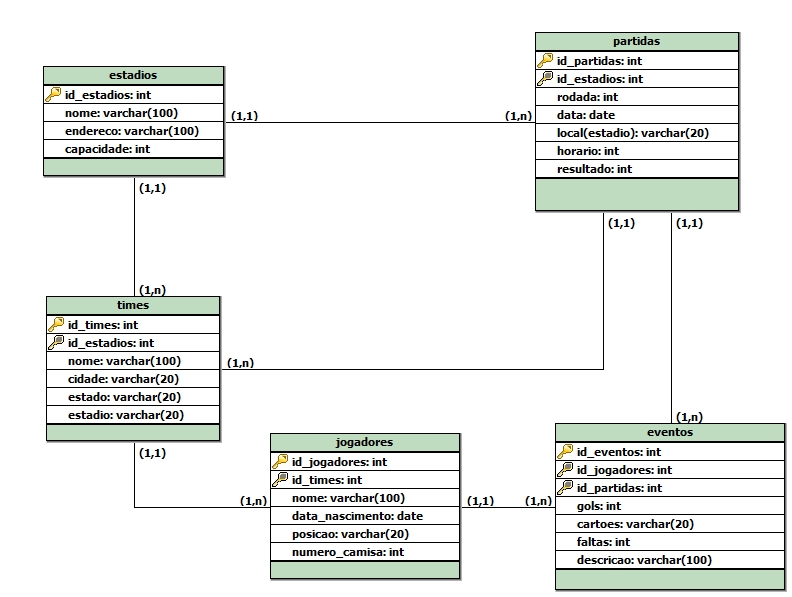 partidas
id_partidas: int
id_estadios: int
rodada: int
data: date
local(estadio): varchar(20)
horario: int
resultado: int
estadios
id_estadios: int
nome: varchar(100)
endereco: varchar(100)
capacidade: int
(1,1)
(1,n)
(1,1)
(1,n)
(1,1)
(1,1)
times
id_times: int
id_estadios: int
nome: varchar(100)
cidade: varchar(20)
estado: varchar(20)
estadio: varchar(20)
(1,n)
(1,1)
(1,n)
jogadores
id_jogadores: int
id_times: int
nome: varchar(100)
data_nascimento: date
posicao: varchar(20)
numero_camisa: int
(1,1)
(1,n)
(1,n)
eventos
id_eventos: int
id_jogadores: int
id_partidas: int
gols: int
cartoes: varchar(20)
faltas: int
descricao: varchar(100)